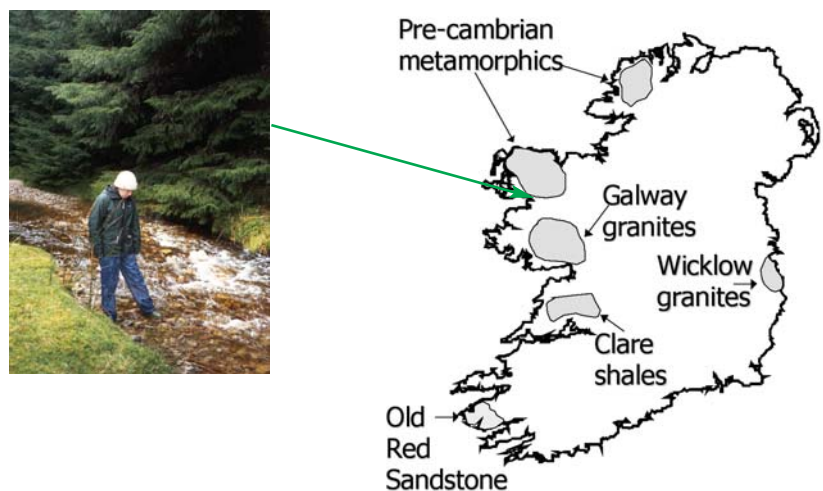 Pre-cambrian
metamorphics
Galway
granites
Wicklow
granites
Clare
shales
Old
Red
Sandstone